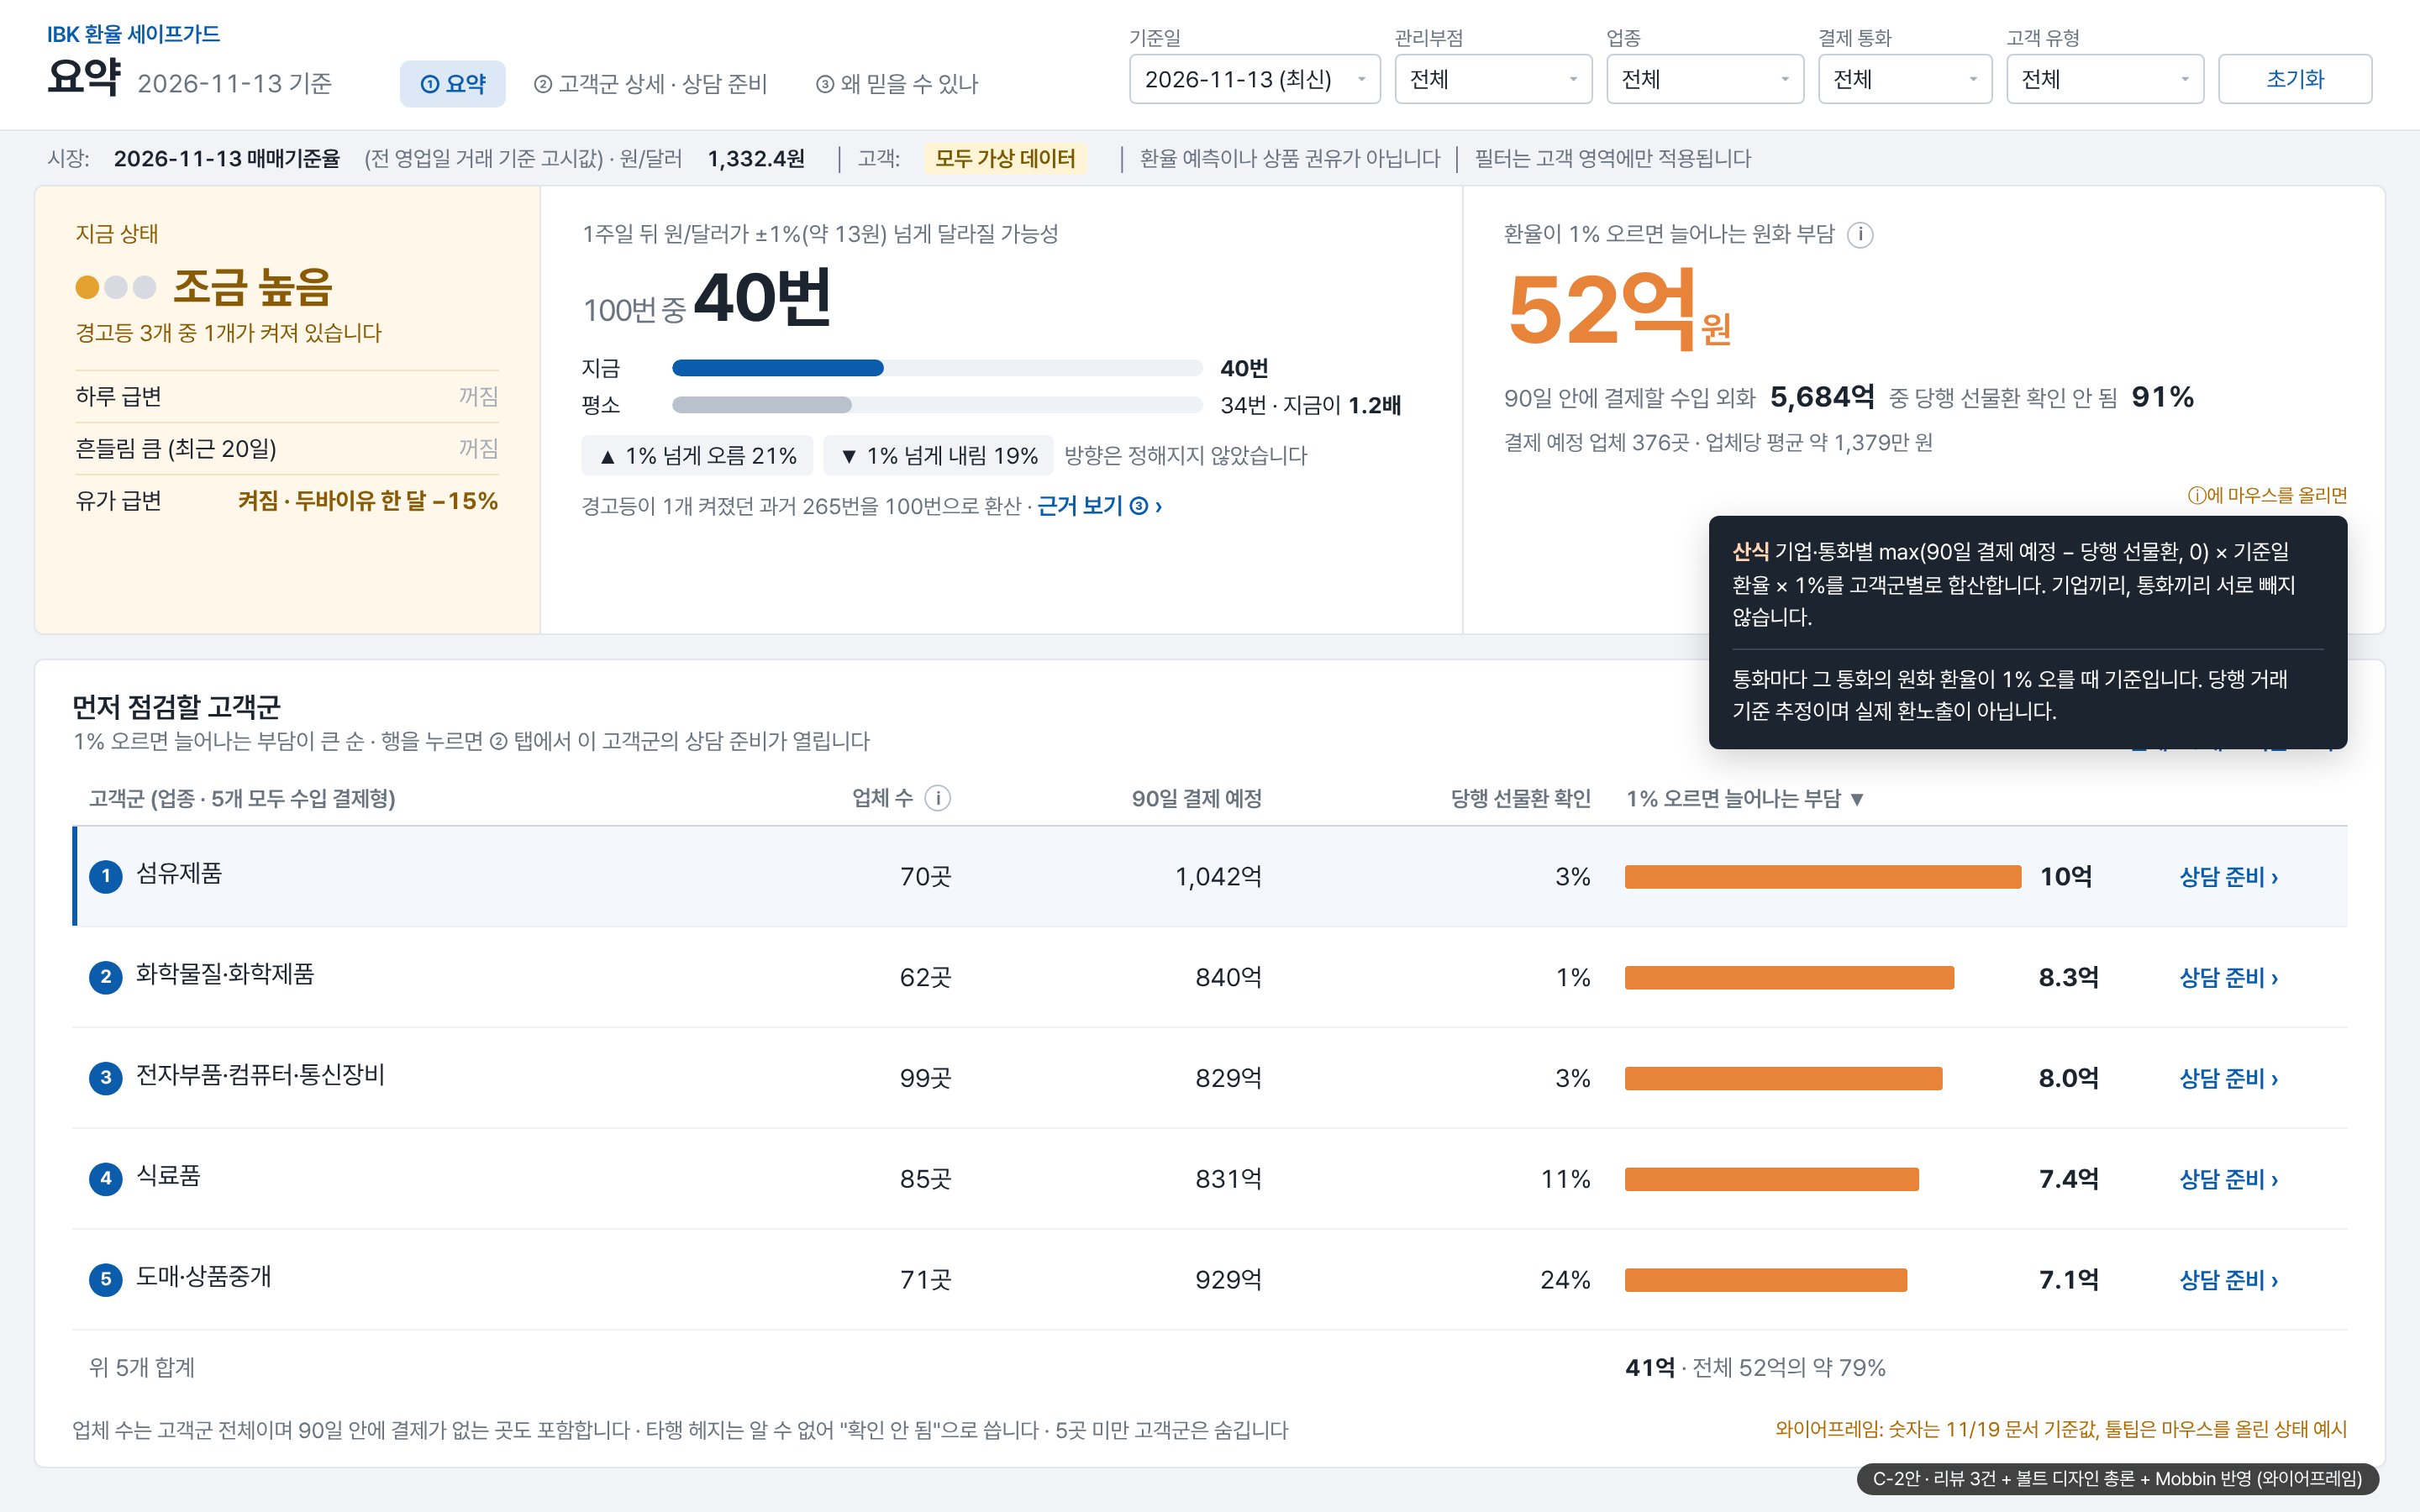 IBK 환율 세이프가드
요약 2026-11-13 기준
① 요약
② 고객군 상세 · 상담 준비
③ 왜 믿을 수 있나
기준일
2026-11-13 (최신)
관리부점
전체
업종
전체
결제 통화
전체
고객 유형
전체
초기화
시장: 2026-11-13 매매기준율 (전 영업일 거래 기준 고시값) · 원/달러 1,332.4원 | 고객: 모두 가상 데이터 | 환율 예측이나 상품 권유가 아닙니다 | 필터는 고객 영역에만 적용됩니다
지금 상태
조금 높음
경고등 3개 중 1개가 켜져 있습니다
하루 급변 꺼짐
흔들림 큼 (최근 20일) 꺼짐
유가 급변 켜짐 · 두바이유 한 달 −15%
1주일 뒤 원/달러가 ±1%(약 13원) 넘게 달라질 가능성
100번 중 40번
지금 40번
평소 34번 · 지금이 1.2배
▲ 1% 넘게 오름 21% ▼ 1% 넘게 내림 19% 방향은 정해지지 않았습니다
경고등이 1개 켜졌던 과거 265번을 100번으로 환산 · 근거 보기 ③ ›
환율이 1% 오르면 늘어나는 원화 부담 ⓘ
52억원
90일 안에 결제할 수입 외화 5,684억 중 당행 선물환 확인 안 됨 91%
결제 예정 업체 376곳 · 업체당 평균 약 1,379만 원
ⓘ에 마우스를 올리면
산식 기업·통화별 max(90일 결제 예정 − 당행 선물환, 0) × 기준일
환율 × 1%를 고객군별로 합산합니다. 기업끼리, 통화끼리 서로 빼지
않습니다.
통화마다 그 통화의 원화 환율이 1% 오를 때 기준입니다. 당행 거래
기준 추정이며 실제 환노출이 아닙니다.
먼저 점검할 고객군
1% 오르면 늘어나는 부담이 큰 순 · 행을 누르면 ② 탭에서 이 고객군의 상담 준비가 열립니다
고객군 (업종 · 5개 모두 수입 결제형) 업체 수 ⓘ 90일 결제 예정 당행 선물환 확인 1% 오르면 늘어나는 부담 ▼
1 섬유제품 70곳 1,042억 3% 10억 상담 준비 ›
2 화학물질·화학제품 62곳 840억 1% 8.3억 상담 준비 ›
3 전자부품·컴퓨터·통신장비 99곳 829억 3% 8.0억 상담 준비 ›
4 식료품 85곳 831억 11% 7.4억 상담 준비 ›
5 도매·상품중개 71곳 929억 24% 7.1억 상담 준비 ›
위 5개 합계 41억 · 전체 52억의 약 79%
업체 수는 고객군 전체이며 90일 안에 결제가 없는 곳도 포함합니다 · 타행 헤지는 알 수 없어 "확인 안 됨"으로 씁니다 · 5곳 미만 고객군은 숨깁니다
와이어프레임: 숫자는 11/19 문서 기준값, 툴팁은 마우스를 올린 상태 예시
C-2안 · 리뷰 3건 + 볼트 디자인 총론 + Mobbin 반영 (와이어프레임)